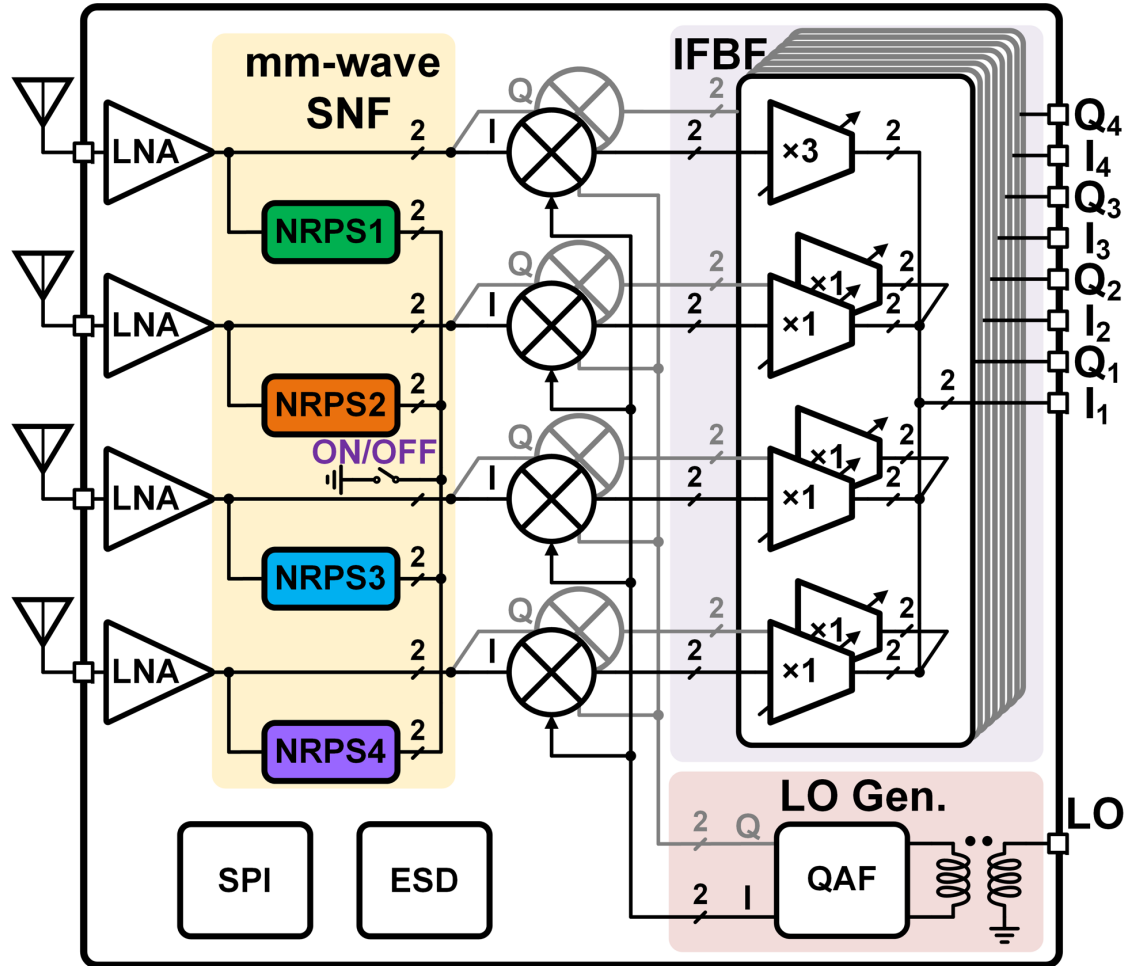 mm-wave
SNF
IFBF
LNA
2
Q
I
2
2
×3
2
Q4
I4
Q3
I3
Q2
I2
Q1
I1
NRPS1
2
LNA
2
Q
I
2
2
×1
2
×1
2
NRPS2
2
2
ON/OFF
LNA
2
Q
I
2
2
×1
2
×1
2
NRPS3
2
LNA
2
Q
I
2
2
×1
2
×1
2
NRPS4
2
LO Gen.
LO
2
Q
QAF
2
I
SPI
ESD